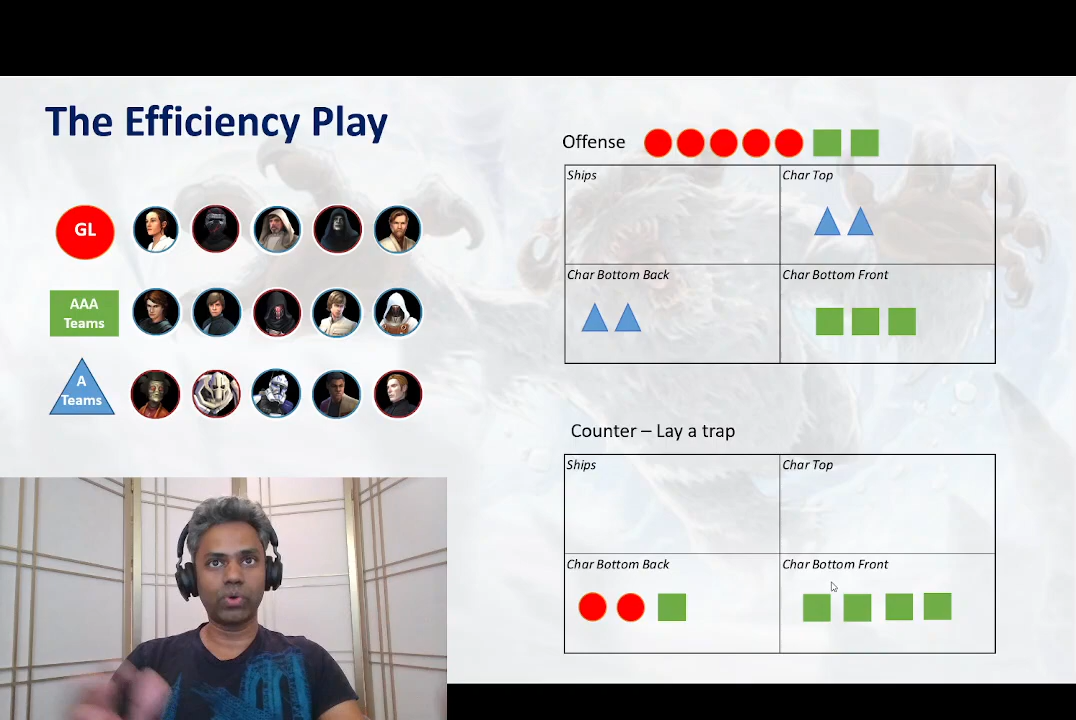 The Efficiency Play
GL
AAA
Teams
A
Teams
Offense
Ships
Char Top
Char Bottom Back
Char Bottom Front
Counter – Lay a trap
Ships
Char Top
Char Bottom Back
Char Bottom Front